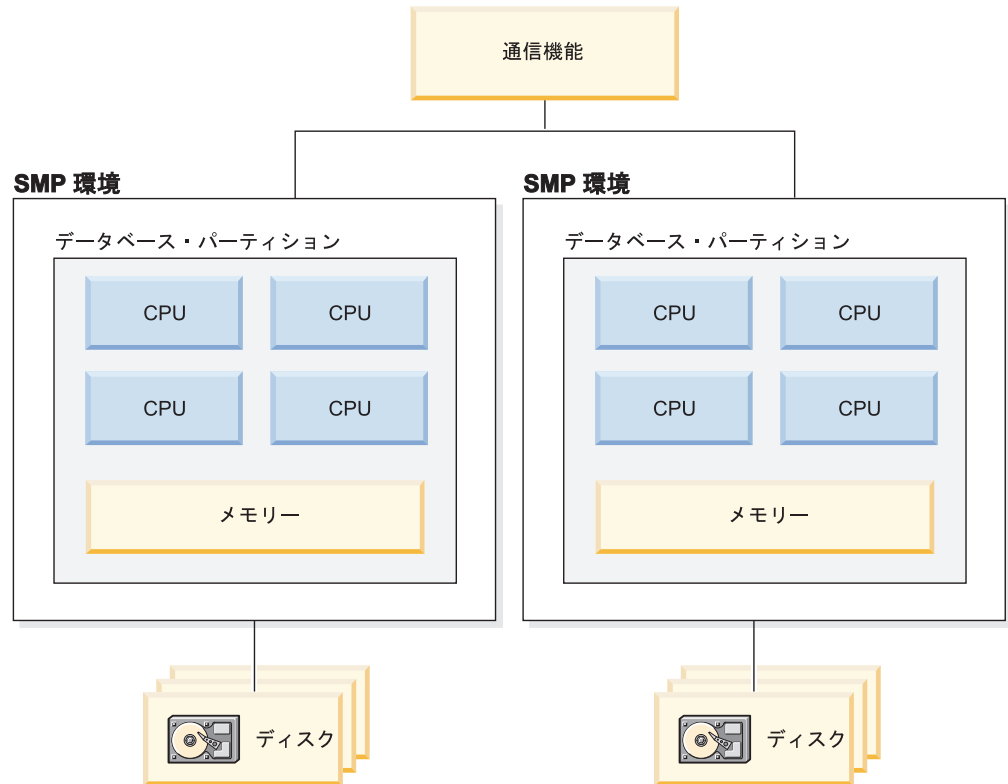 通信機能
SMP 環境
データベース・パーティション
CPU
CPU
CPU
CPU
メモリー
ディスク
SMP 環境
データベース・パーティション
CPU
CPU
CPU
CPU
メモリー
ディスク